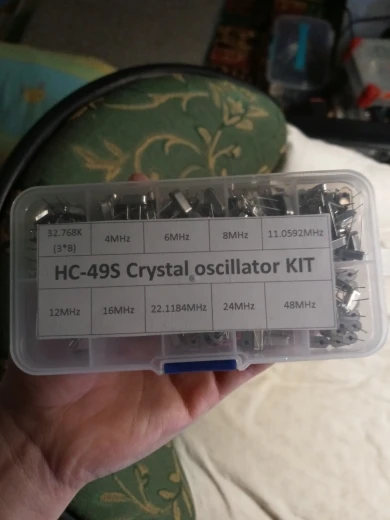 32.768K 4MHz 6MHz 8MHz 11.0592MHz
(3*8)
HC-49S Crystal oscillator KIT
12MHz 16MHz 22.1184MHz 24MHz 48MHz